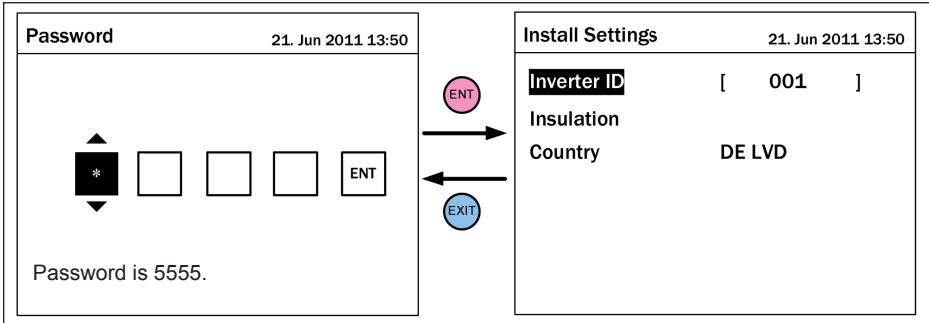 Password 21. Jun 2011 13:50
* ENT
Password is 5555.
ENT
EXIT
Install Settings 21. Jun 2011 13:50
Inverter ID [ 001 ]
Insulation
Country DE LVD